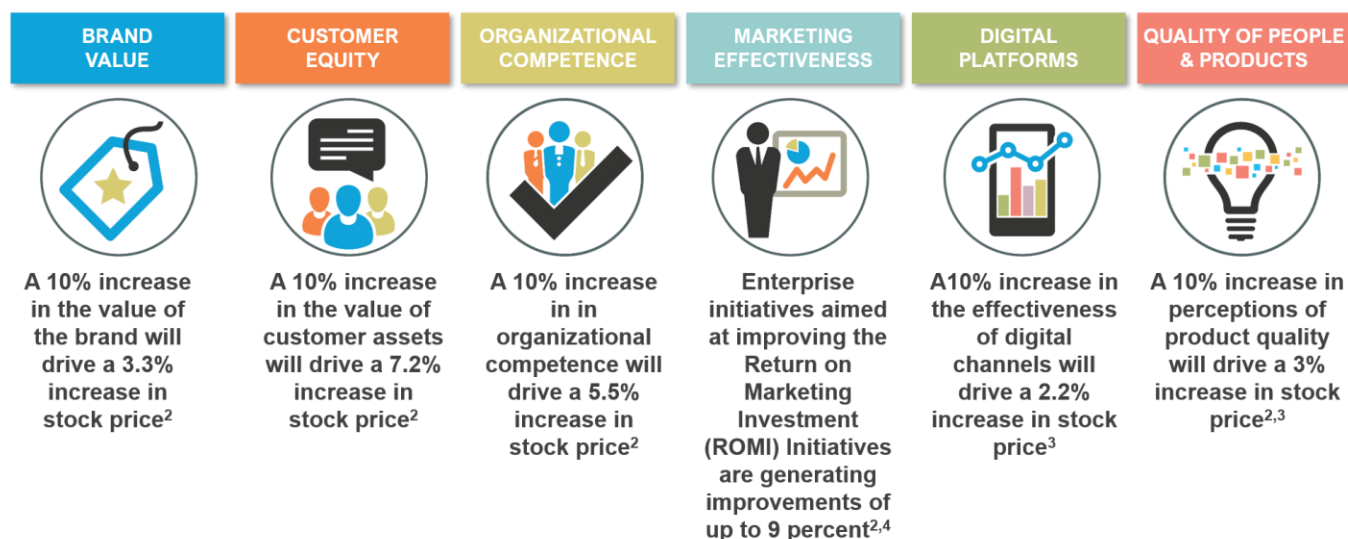 BRAND
VALUE
CUSTOMER
EQUITY
ORGANIZATIONAL
COMPETENCE
MARKETING
EFFECTIVENESS
DIGITAL
PLATFORMS
QUALITY OF PEOPLE
& PRODUCTS
A 10% increase
in the value of
the brand will
drive a 3.3%
increase in
stock price²
A 10% increase
in the value of
customer assets
will drive a 7.2%
increase in
stock price²
A 10% increase
in in
organizational
competence will
drive a 5.5%
increase in
stock price²
Enterprise
initiatives aimed
at improving the
Return on
Marketing
Investment
(ROMI) Initiatives
are generating
improvements of
up to 9 percent²,⁴
A10% increase in
the effectiveness
of digital
channels will
drive a 2.2%
increase in stock
price³
A 10% increase in
perceptions of
product quality
will drive a 3%
increase in stock
price²,³